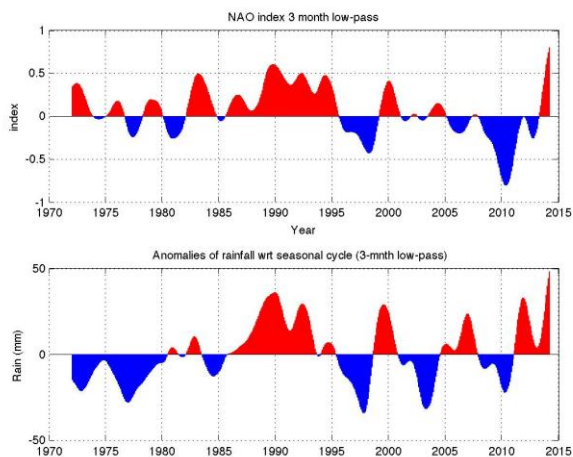 NAO index 3 month low-pass
1
0.5
0
-0.5
-1
index
1970 1975 1980 1985 1990 1995 2000 2005 2010 2015
Year
Anomalies of rainfall wrt seasonal cycle (3-mnth low-pass)
50
0
-50
Rain (mm)
1970 1975 1980 1985 1990 1995 2000 2005 2010 2015